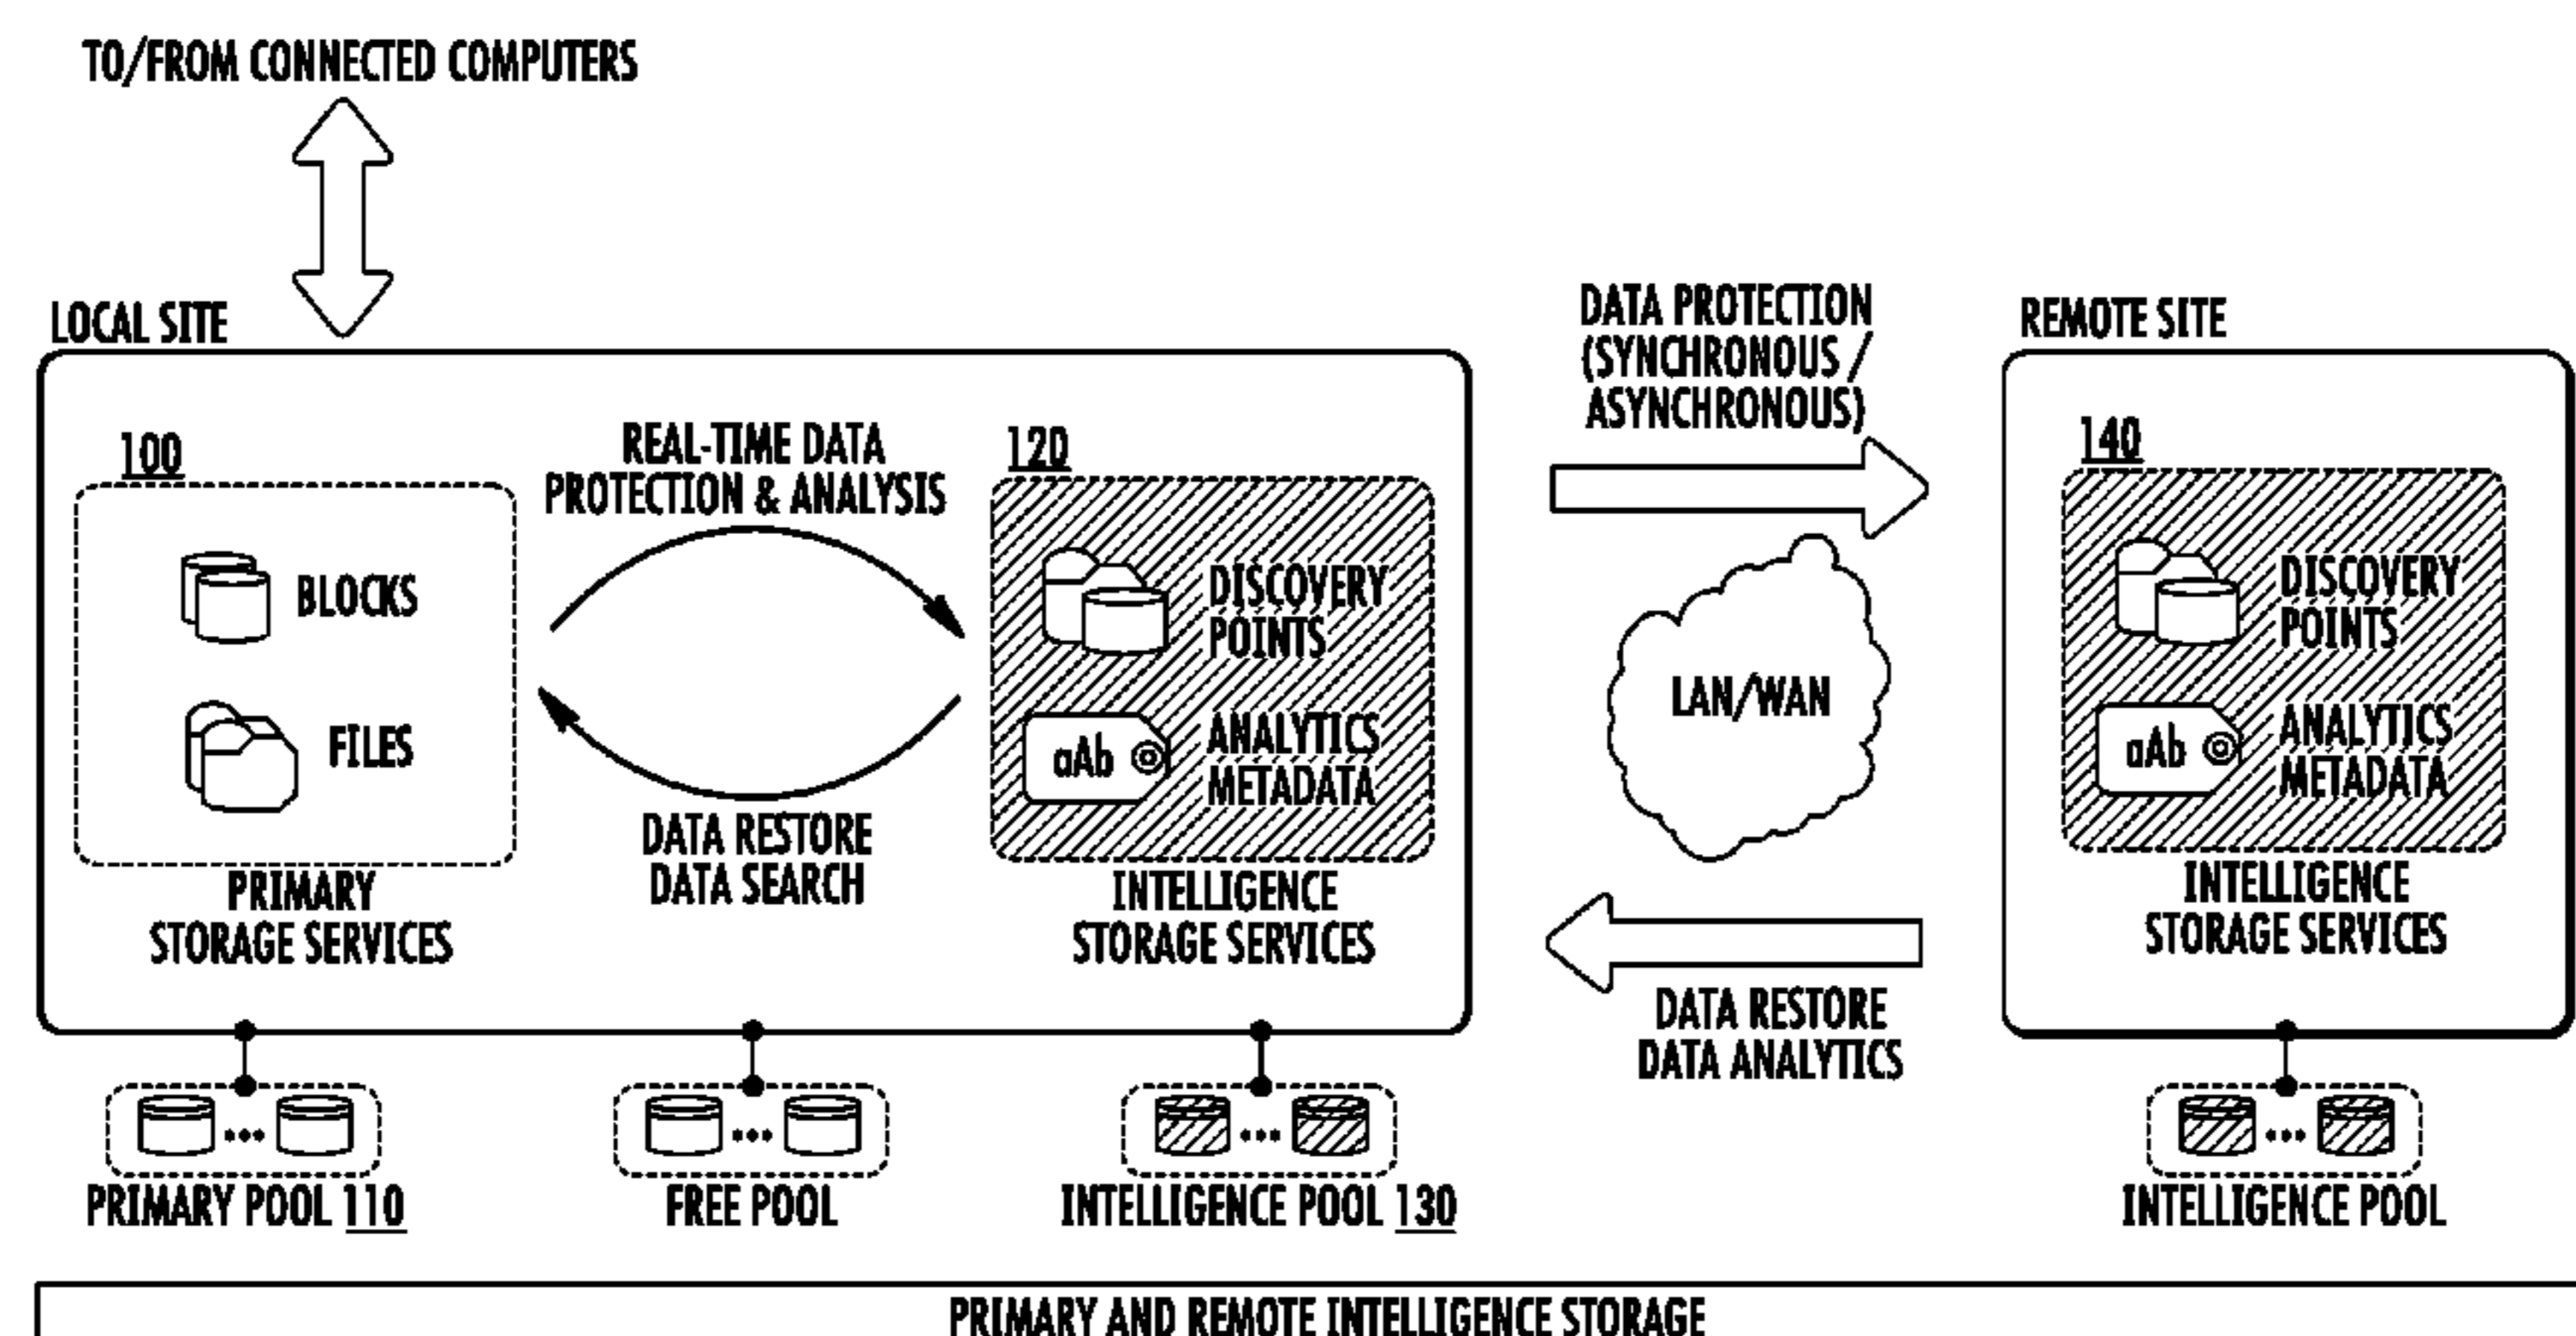 TO/FROM CONNECTED COMPUTERS
LOCAL SITE
100
BLOCKS
FILES
PRIMARY
STORAGE SERVICES
REAL-TIME DATA
PROTECTION & ANALYSIS
DATA RESTORE
DATA SEARCH
120
DISCOVERY
POINTS
aAb
ANALYTICS
METADATA
INTELLIGENCE
STORAGE SERVICES
DATA PROTECTION
(SYNCHRONOUS /
ASYNCHRONOUS)
LAN/WAN
DATA RESTORE
DATA ANALYTICS
REMOTE SITE
140
DISCOVERY
POINTS
aAb
ANALYTICS
METADATA
INTELLIGENCE
STORAGE SERVICES
PRIMARY POOL 110
FREE POOL
INTELLIGENCE POOL 130
INTELLIGENCE POOL
PRIMARY AND REMOTE INTELLIGENCE STORAGE